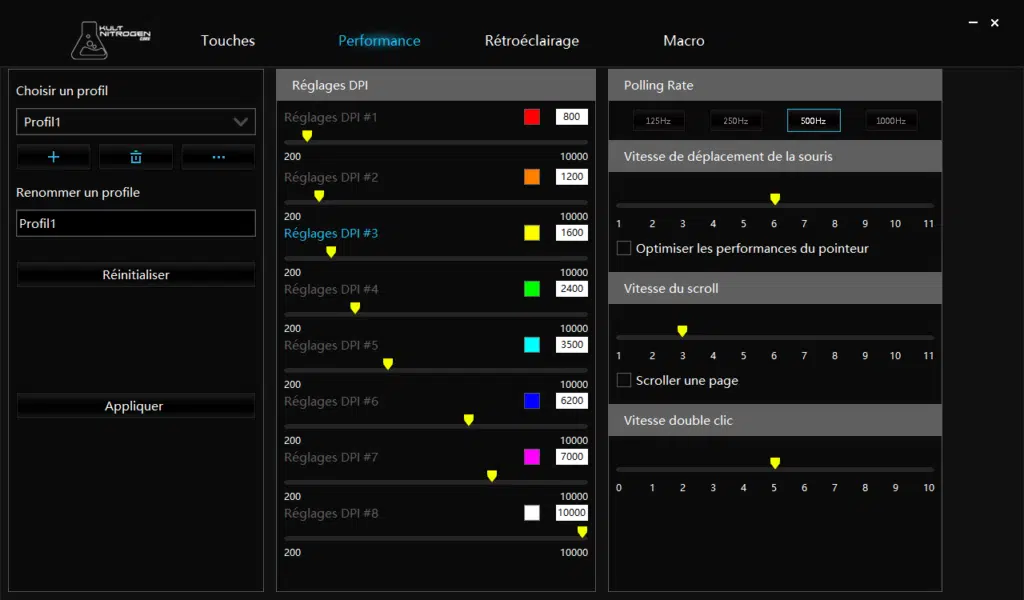 KULT
NITROGEN
CORE
Touches
Performance
Rétroéclairage
Macro
Choisir un profil
Profil1
Renommer un profile
Profil1
Réinitialiser
Appliquer
Réglages DPI
Réglages DPI #1
800
200
10000
Réglages DPI #2
1200
200
10000
Réglages DPI #3
1600
200
10000
Réglages DPI #4
2400
200
10000
Réglages DPI #5
3500
200
10000
Réglages DPI #6
6200
200
10000
Réglages DPI #7
7000
200
10000
Réglages DPI #8
10000
200
10000
Polling Rate
125Hz 250Hz 500Hz 1000Hz
Vitesse de déplacement de la souris
1 2 3 4 5 6 7 8 9 10 11
Optimiser les performances du pointeur
Vitesse du scroll
1 2 3 4 5 6 7 8 9 10 11
Scroller une page
Vitesse double clic
0 1 2 3 4 5 6 7 8 9 10